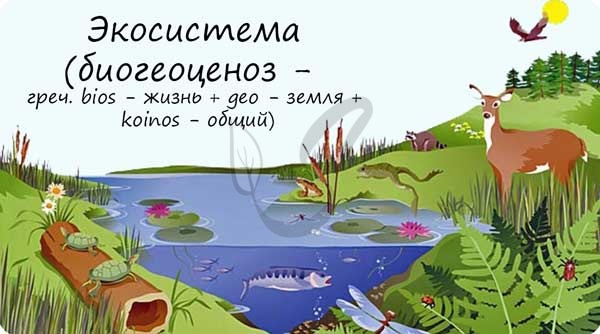 Экосистема
(биогеоценоз -
греч. bios - жизнь + geo - земля +
koinos - общий)